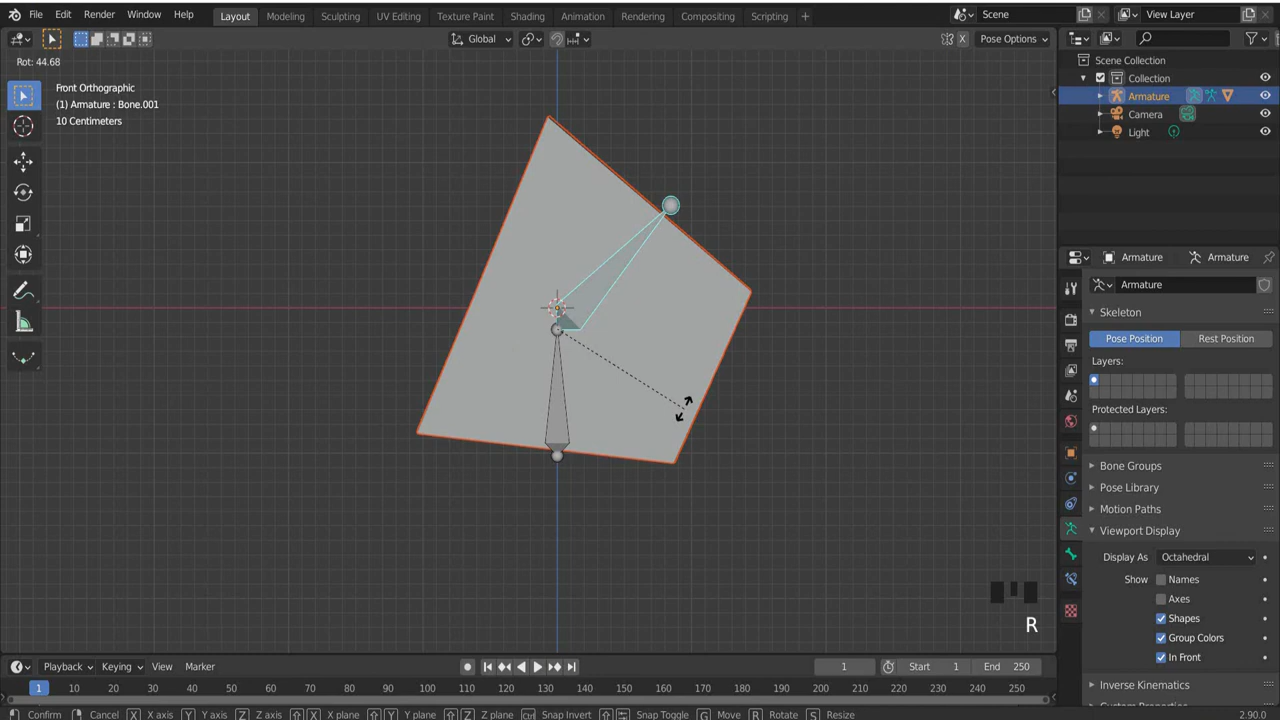 File Edit Render Window Help Layout Modeling Sculpting UV Editing Texture Paint Shading Animation Rendering Compositing Scripting + Scene View Layer
Global X Pose Options
Rot: 44.68
Front Orthographic
(1) Armature : Bone.001
10 Centimeters
Scene Collection
Collection
Armature
Camera
Light
Armature Armature
Armature
Skeleton
Pose Position Rest Position
Layers:
Protected Layers:
Bone Groups
Pose Library
Motion Paths
Viewport Display
Display As Octahedral
Show Names
Axes
Shapes
Group Colors
In Front
Inverse Kinematics
R
Playback Keying View Marker 1 Start 1 End 250
1 10 20 30 40 50 60 70 80 90 100 110 120 130 140 150 160 170 180 190 200 210 220 230 240 250
Confirm Cancel X X axis Y Y axis Z Z axis X X plane Y Y plane Z Z plane Ctrl Snap Invert Snap Toggle G Move R Rotate S Resize 2.90.0